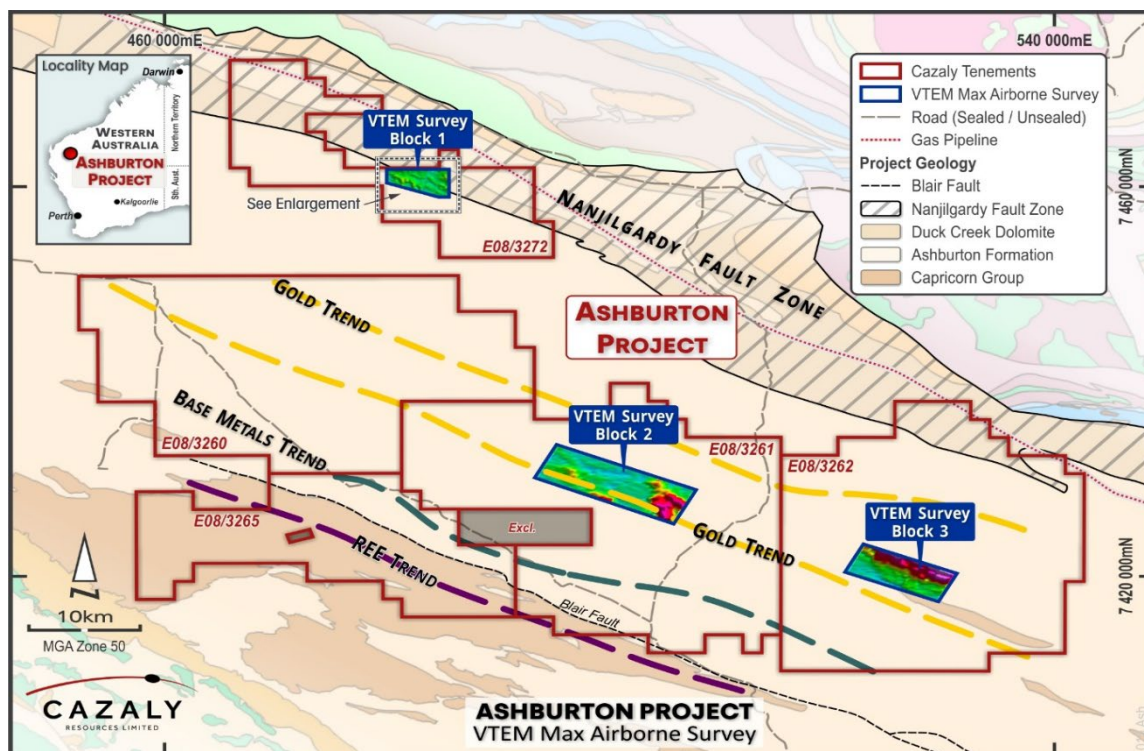 460 000mE
540 000mE
Locality Map
Darwin
WESTERN
AUSTRALIA
Northern Territory
Sth. Aust.
ASHBURTON
PROJECT
Kalgoorlie
Perth
VTEM Survey
Block 1
See Enlargement
E08/3272
NANJILGARDY FAULT ZONE
Cazaly Tenements
VTEM Max Airborne Survey
Road (Sealed / Unsealed)
Gas Pipeline
Project Geology
Blair Fault
Nanjilgardy Fault Zone
Duck Creek Dolomite
Ashburton Formation
Capricorn Group
7 460 000mN
GOLD TREND
ASHBURTON
PROJECT
BASE METALS TREND
E08/3260
VTEM Survey
Block 2
E08/3261
E08/3262
E08/3265
Excl.
REE TREND
GOLD TREND
VTEM Survey
Block 3
7 420 000mN
Blair Fault
N
10km
MGA Zone 50
CAZALY
RESOURCES LIMITED
ASHBURTON PROJECT
VTEM Max Airborne Survey